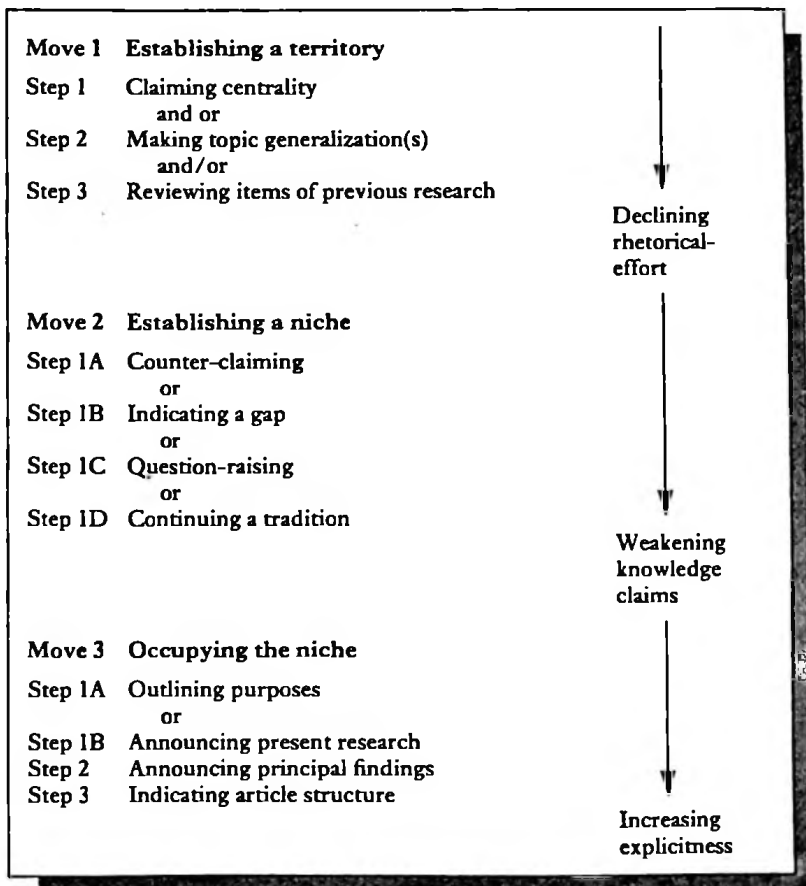 Move 1 Establishing a territory
Step 1 Claiming centrality
and or
Step 2 Making topic generalization(s)
and/or
Step 3 Reviewing items of previous research
Declining
rhetorical-
effort
Move 2 Establishing a niche
Step 1A Counter-claiming
or
Step 1B Indicating a gap
or
Step 1C Question-raising
or
Step 1D Continuing a tradition
Weakening
knowledge
claims
Move 3 Occupying the niche
Step 1A Outlining purposes
or
Step 1B Announcing present research
Step 2 Announcing principal findings
Step 3 Indicating article structure
Increasing
explicitness